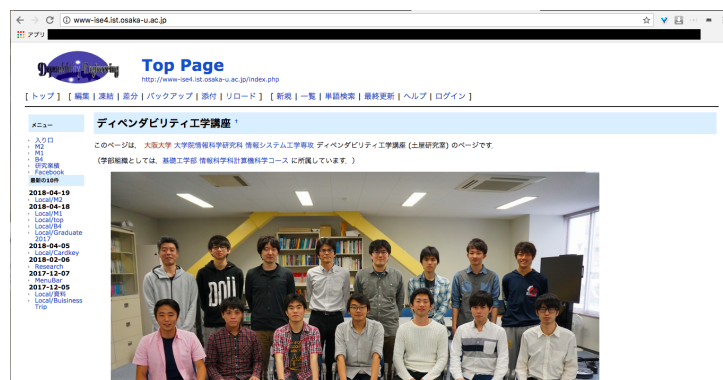 www-ise4.ist.osaka-u.ac.jp
アプリ
Dependability Engineering
Top Page
http://www-ise4.ist.osaka-u.ac.jp/index.php
[ トップ ] [ 編集 | 凍結 | 差分 | バックアップ | 添付 | リロード ] [ 新規 | 一覧 | 単語検索 | 最終更新 | ヘルプ | ログイン ]
メニュー
入り口
M2
M1
B4
研究業績
Facebook
最新の10件
2018-04-19
Local/M2
2018-04-18
Local/M1
Local/top
Local/B4
Local/Graduate
2017
2018-04-05
Local/Cardkey
2018-02-06
Research
2017-12-07
MenuBar
2017-12-05
Local/資料
Local/Buisiness
Trip
ディペンダビリティ工学講座 †
このページは、 大阪大学 大学院情報科学研究科 情報システム工学専攻 ディペンダビリティ工学講座 (土屋研究室) のページです.
（学部組織としては, 基礎工学部 情報科学科計算機科学コース に所属しています. ）